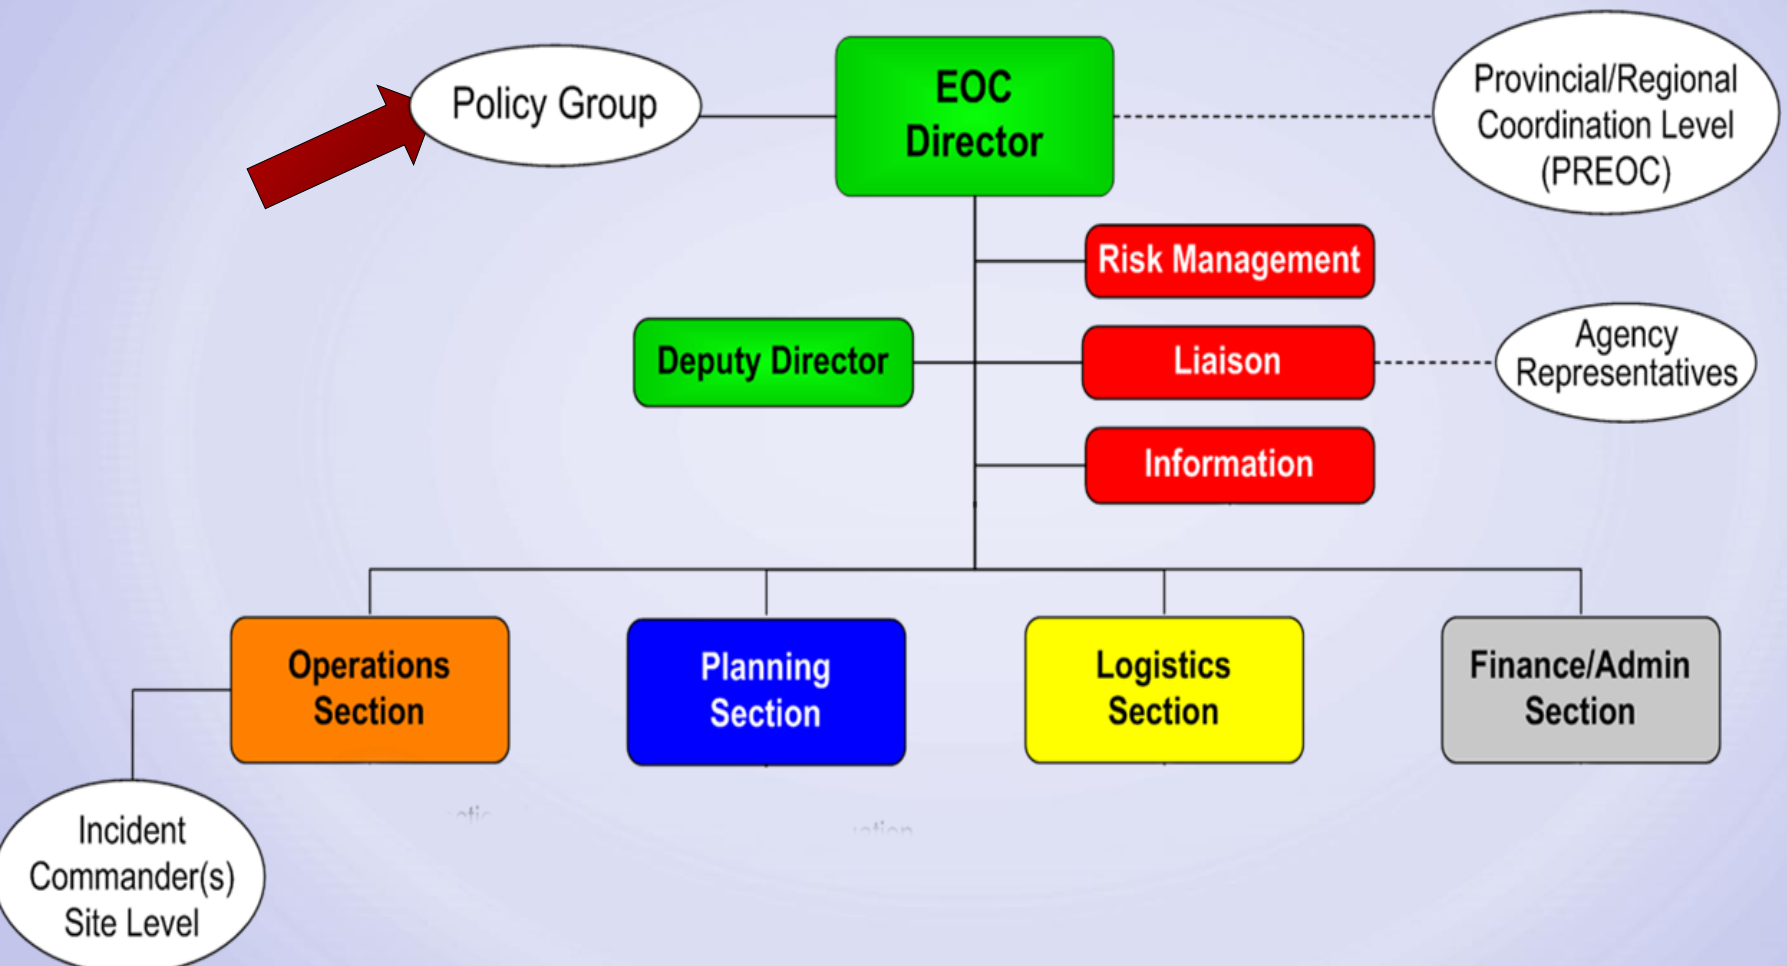 Policy Group
EOC
Director
Provincial/Regional
Coordination Level
(PREOC)
Risk Management
Deputy Director
Liaison
Agency
Representatives
Information
Operations
Section
Planning
Section
Logistics
Section
Finance/Admin
Section
Incident
Commander(s)
Site Level